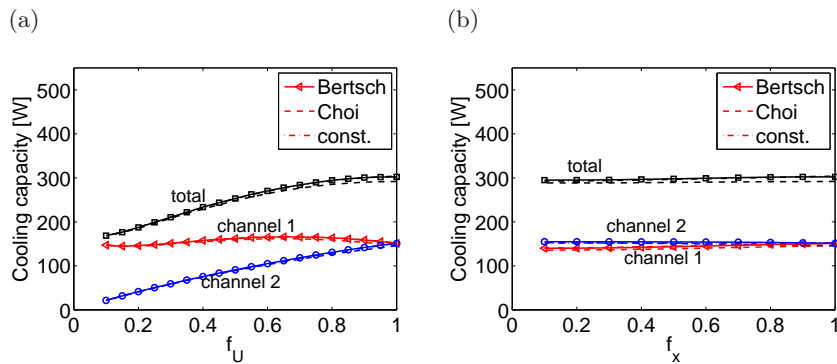 (a)
Cooling capacity [W]
500
400
300
200
100
0
0
0.2
0.4
0.6
0.8
1
f_U
Bertsch
Choi
const.
total
channel 1
channel 2
(b)
Cooling capacity [W]
500
400
300
200
100
0
0
0.2
0.4
0.6
0.8
1
f_x
Bertsch
Choi
const.
total
channel 2
channel 1